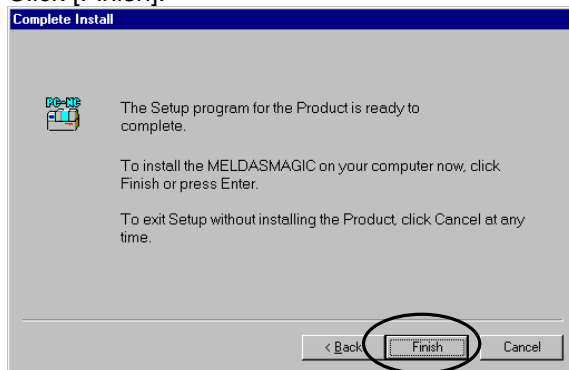 Click [Finish].
Complete Install
PC-NC
The Setup program for the Product is ready to
complete.
To install the MELDASMAGIC on your computer now, click
Finish or press Enter.
To exit Setup without installing the Product, click Cancel at any
time.
< Back
Finish
Cancel